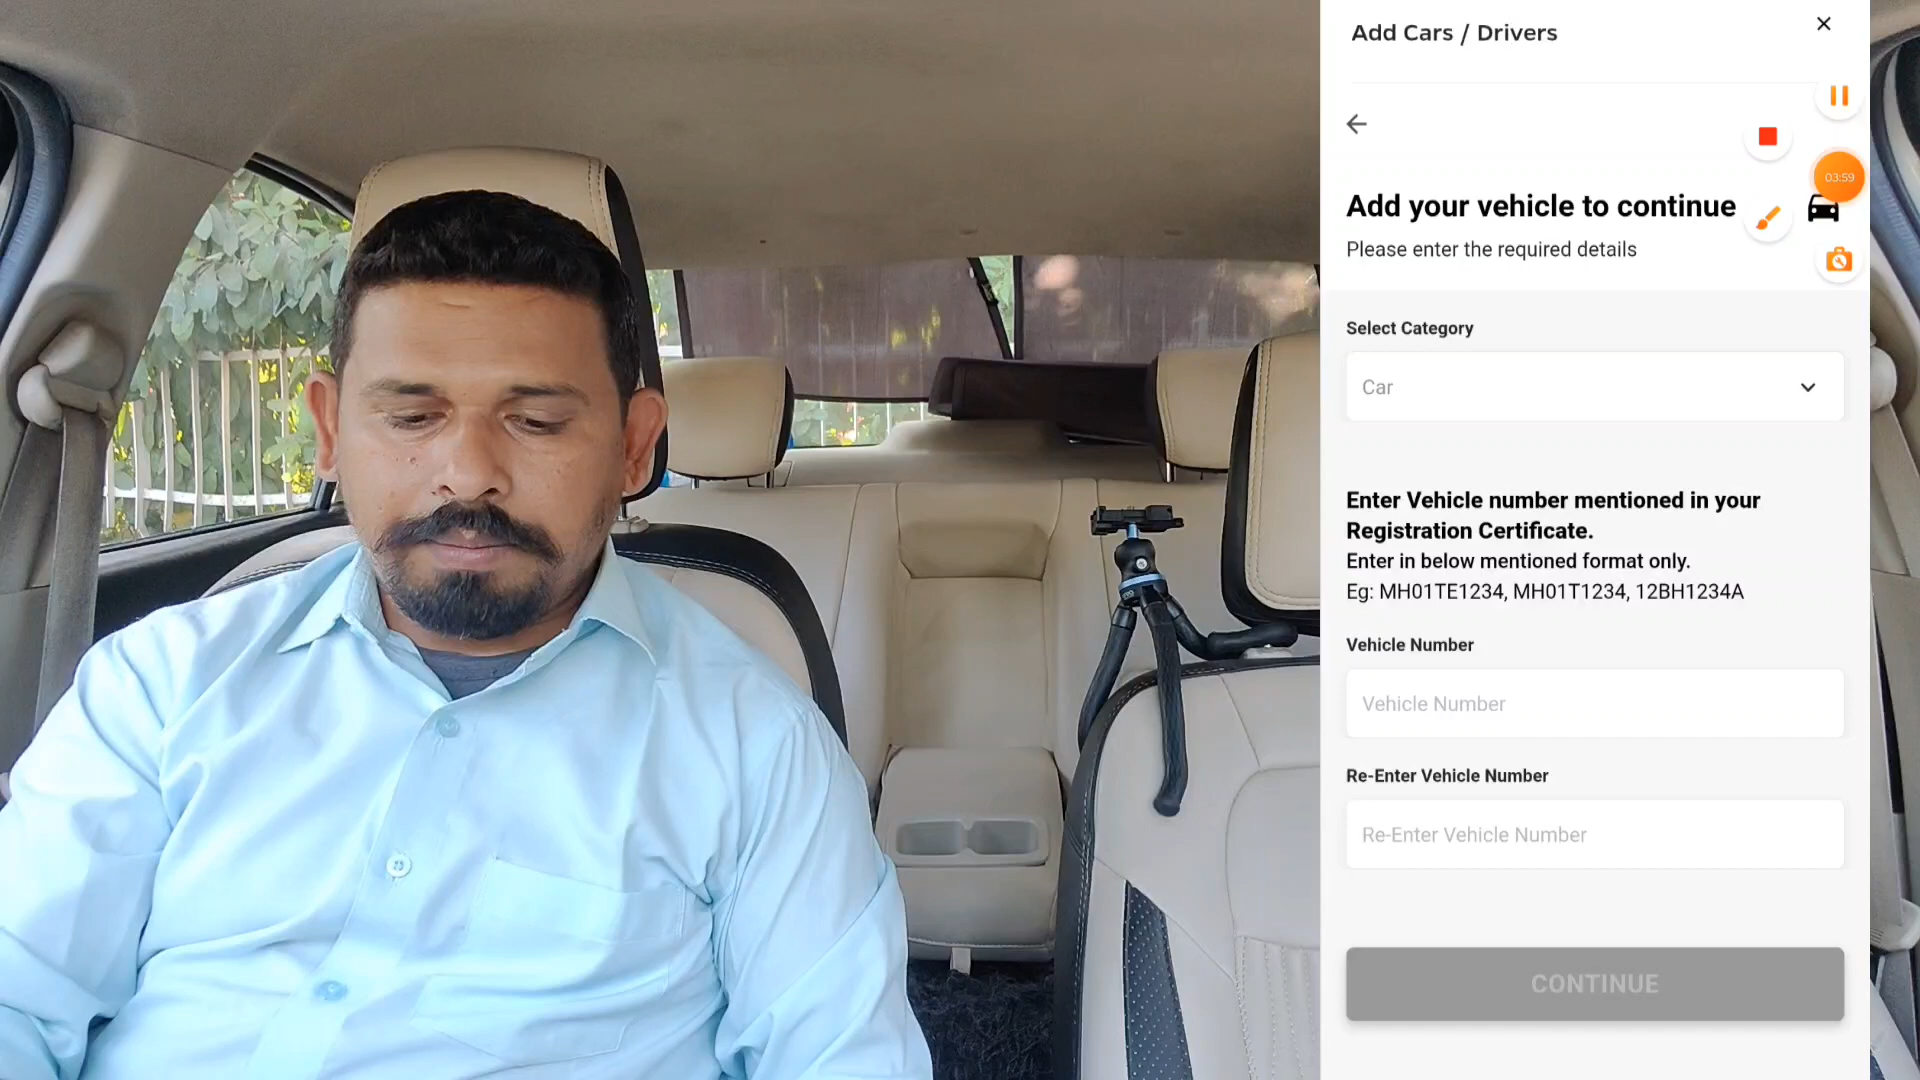 Add Cars / Drivers
03:59
Add your vehicle to continue
Please enter the required details
Select Category
Car
Enter Vehicle number mentioned in your
Registration Certificate.
Enter in below mentioned format only.
Eg: MH01TE1234, MH01T1234, 12BH1234A
Vehicle Number
Vehicle Number
Re-Enter Vehicle Number
Re-Enter Vehicle Number
CONTINUE